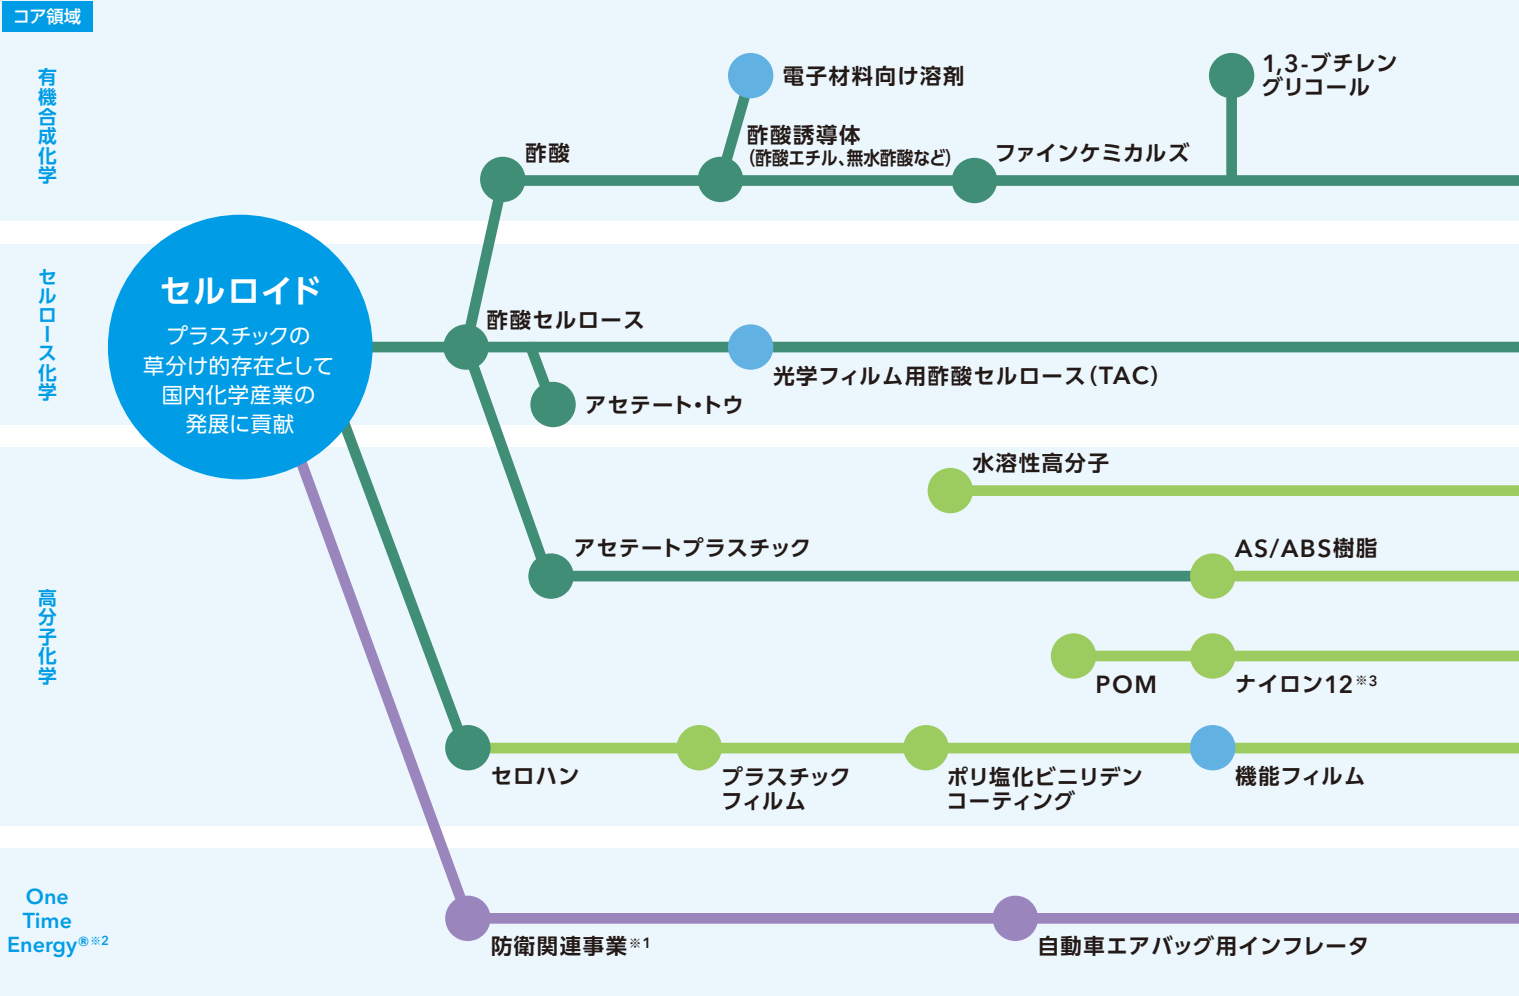 コア領域
有機合成化学
電子材料向け溶剤
1,3-ブチレン
グリコール
酢酸
酢酸誘導体
（酢酸エチル、無水酢酸など）
ファインケミカルズ
セルロース化学
セルロイド
プラスチックの
草分け的存在として
国内化学産業の
発展に貢献
酢酸セルロース
光学フィルム用酢酸セルロース（TAC）
アセテート・トウ
高分子化学
水溶性高分子
アセテートプラスチック
AS/ABS樹脂
POM
ナイロン12※3
セロハン
プラスチック
フィルム
ポリ塩化ビニリデン
コーティング
機能フィルム
One
Time
Energy®※2
防衛関連事業※1
自動車エアバッグ用インフレータ